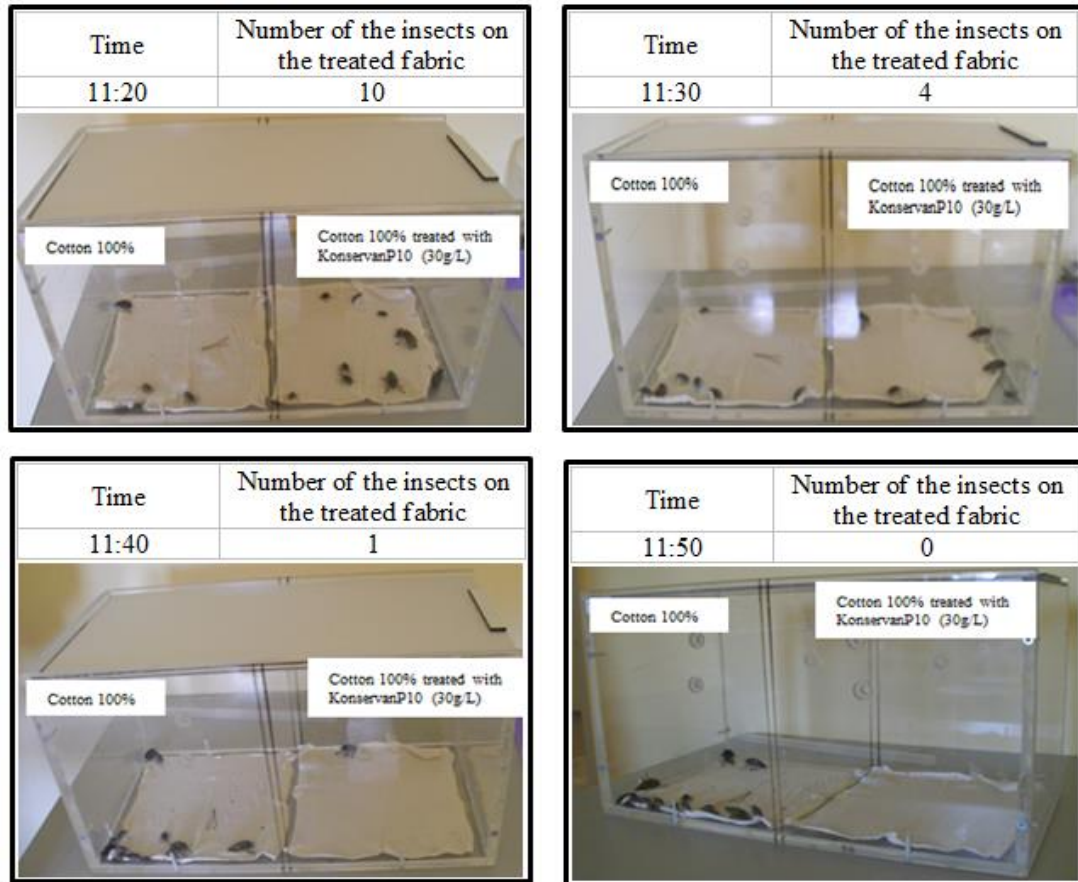 Time
Number of the insects on
the treated fabric
11:20
10
Cotton 100%
Cotton 100% treated with
KonservanP10 (30g/L)
Time
Number of the insects on
the treated fabric
11:30
4
Cotton 100%
Cotton 100% treated with
KonservanP10 (30g/L)
Time
Number of the insects on
the treated fabric
11:40
1
Cotton 100%
Cotton 100% treated with
KonservanP10 (30g/L)
Time
Number of the insects on
the treated fabric
11:50
0
Cotton 100%
Cotton 100% treated with
KonservanP10 (30g/L)